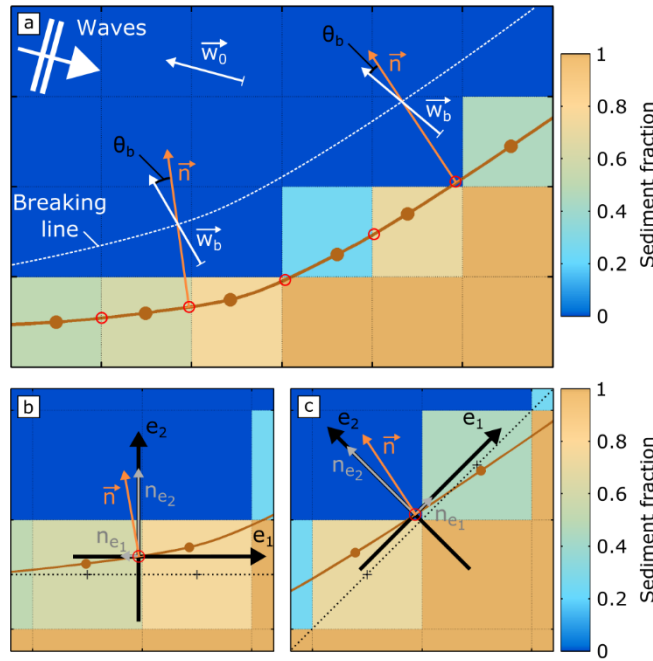 a
Waves
w₀
θb
n
wb
θb
n
wb
Breaking
line
1
0.8
0.6
0.4
0.2
0
Sediment fraction
b
e₂
n
ne₂
ne₁
e₁
c
e₂
n
e₁
ne₂
ne₁
1
0.8
0.6
0.4
0.2
0
Sediment fraction